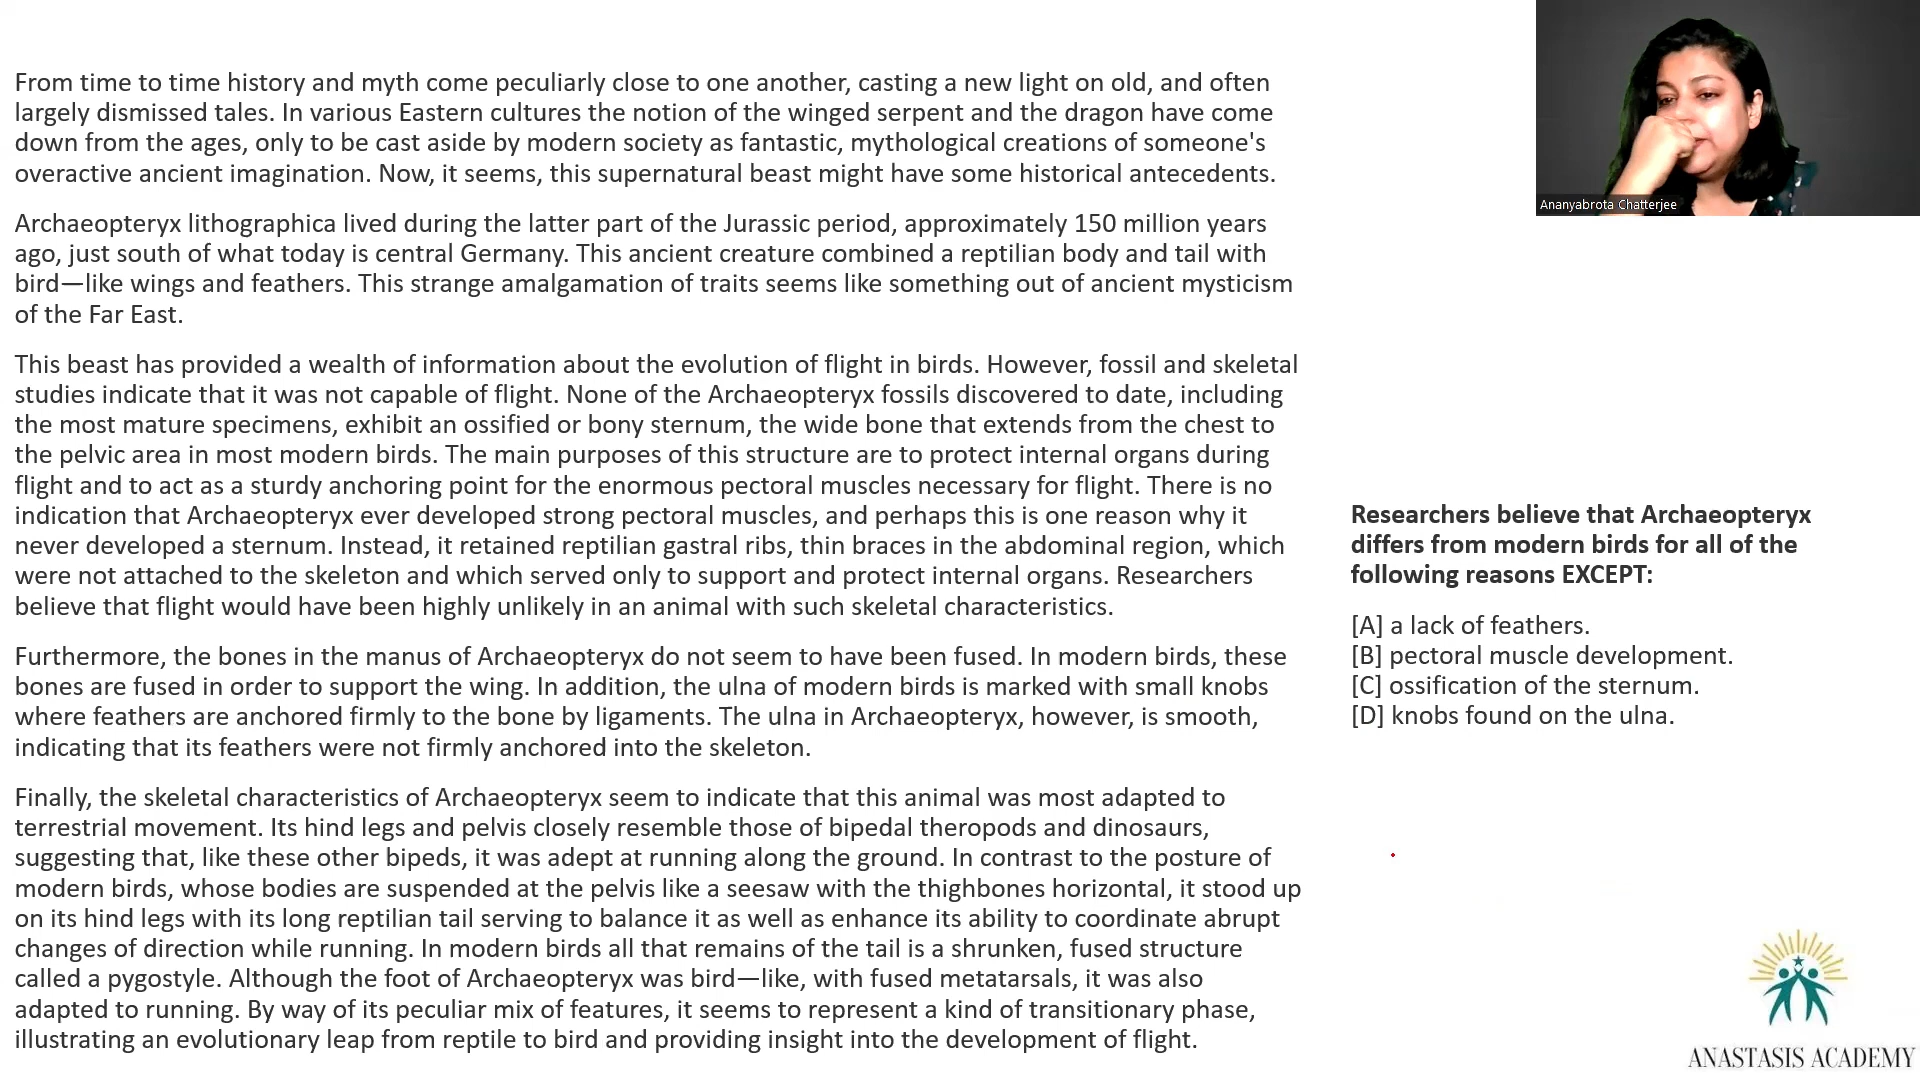 From time to time history and myth come peculiarly close to one another, casting a new light on old, and often
largely dismissed tales. In various Eastern cultures the notion of the winged serpent and the dragon have come
down from the ages, only to be cast aside by modern society as fantastic, mythological creations of someone's
overactive ancient imagination. Now, it seems, this supernatural beast might have some historical antecedents.
Archaeopteryx lithographica lived during the latter part of the Jurassic period, approximately 150 million years
ago, just south of what today is central Germany. This ancient creature combined a reptilian body and tail with
bird—like wings and feathers. This strange amalgamation of traits seems like something out of ancient mysticism
of the Far East.
This beast has provided a wealth of information about the evolution of flight in birds. However, fossil and skeletal
studies indicate that it was not capable of flight. None of the Archaeopteryx fossils discovered to date, including
the most mature specimens, exhibit an ossified or bony sternum, the wide bone that extends from the chest to
the pelvic area in most modern birds. The main purposes of this structure are to protect internal organs during
flight and to act as a sturdy anchoring point for the enormous pectoral muscles necessary for flight. There is no
indication that Archaeopteryx ever developed strong pectoral muscles, and perhaps this is one reason why it
never developed a sternum. Instead, it retained reptilian gastral ribs, thin braces in the abdominal region, which
were not attached to the skeleton and which served only to support and protect internal organs. Researchers
believe that flight would have been highly unlikely in an animal with such skeletal characteristics.
Furthermore, the bones in the manus of Archaeopteryx do not seem to have been fused. In modern birds, these
bones are fused in order to support the wing. In addition, the ulna of modern birds is marked with small knobs
where feathers are anchored firmly to the bone by ligaments. The ulna in Archaeopteryx, however, is smooth,
indicating that its feathers were not firmly anchored into the skeleton.
Finally, the skeletal characteristics of Archaeopteryx seem to indicate that this animal was most adapted to
terrestrial movement. Its hind legs and pelvis closely resemble those of bipedal theropods and dinosaurs,
suggesting that, like these other bipeds, it was adept at running along the ground. In contrast to the posture of
modern birds, whose bodies are suspended at the pelvis like a seesaw with the thighbones horizontal, it stood up
on its hind legs with its long reptilian tail serving to balance it as well as enhance its ability to coordinate abrupt
changes of direction while running. In modern birds all that remains of the tail is a shrunken, fused structure
called a pygostyle. Although the foot of Archaeopteryx was bird—like, with fused metatarsals, it was also
adapted to running. By way of its peculiar mix of features, it seems to represent a kind of transitionary phase,
illustrating an evolutionary leap from reptile to bird and providing insight into the development of flight.
Ananyabrota Chatterjee
Researchers believe that Archaeopteryx
differs from modern birds for all of the
following reasons EXCEPT:
[A] a lack of feathers.
[B] pectoral muscle development.
[C] ossification of the sternum.
[D] knobs found on the ulna.
ANASTASIS ACADEMY